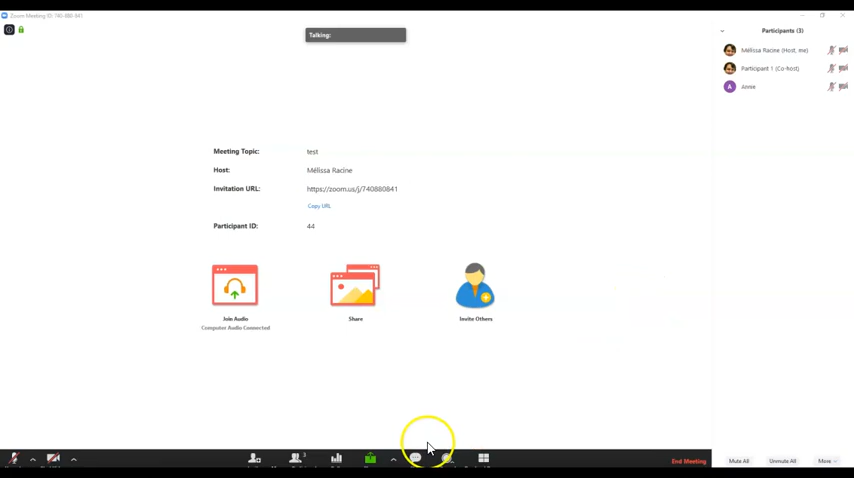 Zoom Meeting ID: 740-880-841
Talking:
Participants (3)
Mélissa Racine (Host, me)
Participant 1 (Co-host)
A Annie
Meeting Topic: test
Host: Mélissa Racine
Invitation URL: https://zoom.us/j/740880841
Copy URL
Participant ID: 44
Join Audio
Computer Audio Connected
Share
Invite Others
3
End Meeting
Mute All
Unmute All
More